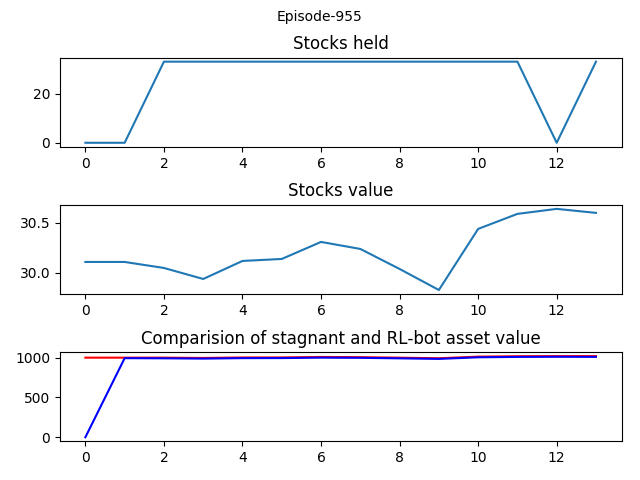 Episode-955
Stocks held
20
0
0 2 4 6 8 10 12
Stocks value
30.5
30.0
0 2 4 6 8 10 12
Comparision of stagnant and RL-bot asset value
1000
500
0
0 2 4 6 8 10 12